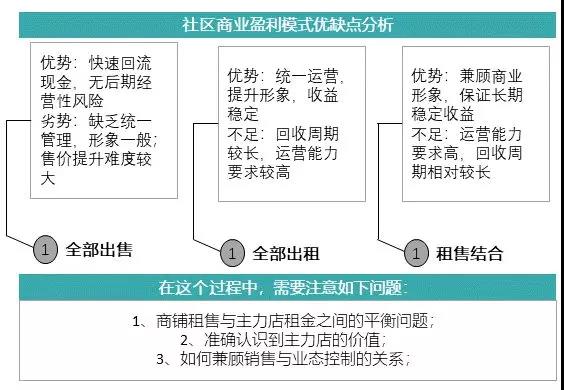 社区商业盈利模式优缺点分析
优势：快速回流
现金，无后期经
营性风险
劣势：缺乏统一
管理，形象一般；
售价提升难度较
大
优势：统一运营，
提升形象，收益
稳定
不足：回收周期
较长，运营能力
要求较高
优势：兼顾商业
形象，保证长期
稳定收益
不足：运营能力
要求高，回收周
期相对较长
1 全部出售
1 全部出租
1 租售结合
在这个过程中，需要注意如下问题：
1、商铺租售与主力店租金之间的平衡问题；
2、准确认识到主力店的价值；
3、如何兼顾销售与业态控制的关系；